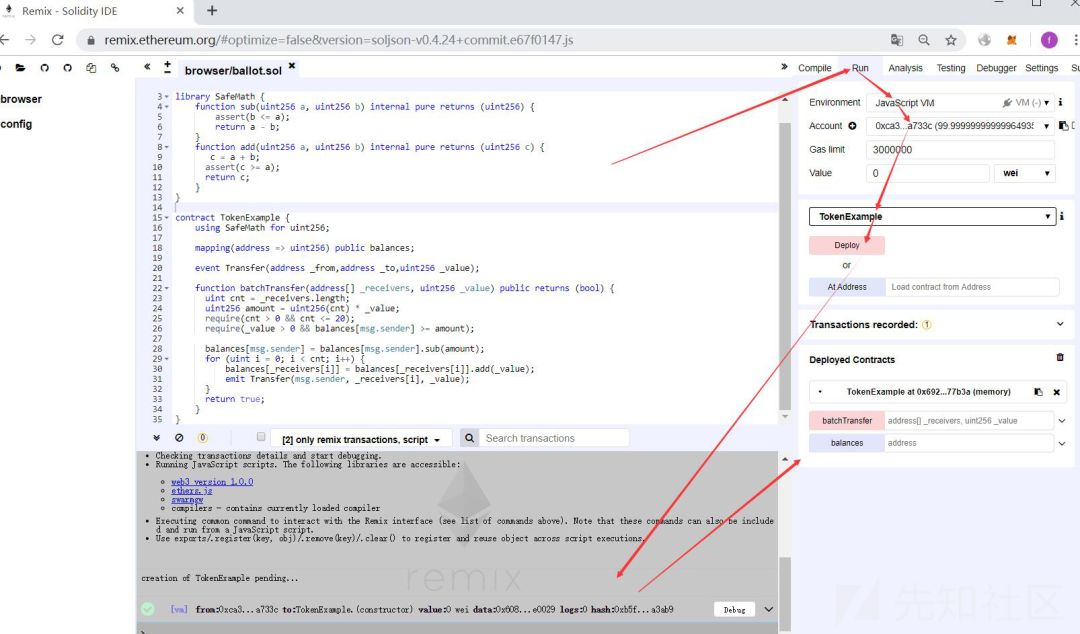 Remix - Solidity IDE
remix.ethereum.org/#optimize=false&version=soljson-v0.4.24+commit.e67f0147.js
browser
config
browser/ballot.sol
3 library SafeMath {
4 function sub(uint256 a, uint256 b) internal pure returns (uint256) {
5 assert(b <= a);
6 return a - b;
7 }
8 function add(uint256 a, uint256 b) internal pure returns (uint256 c) {
9 c = a + b;
10 assert(c >= a);
11 return c;
12 }
13 }
14
15 contract TokenExample {
16 using SafeMath for uint256;
17
18 mapping(address => uint256) public balances;
19
20 event Transfer(address _from,address _to,uint256 _value);
21
22 function batchTransfer(address[] _receivers, uint256 _value) public returns (bool) {
23 uint cnt = _receivers.length;
24 uint256 amount = uint256(cnt) * _value;
25 require(cnt > 0 && cnt <= 20);
26 require(_value > 0 && balances[msg.sender] >= amount);
27
28 balances[msg.sender] = balances[msg.sender].sub(amount);
29 for (uint i = 0; i < cnt; i++) {
30 balances[_receivers[i]] = balances[_receivers[i]].add(_value);
31 emit Transfer(msg.sender, _receivers[i], _value);
32 }
33 return true;
34 }
35 }
0
[2] only remix transactions, script
Search transactions
Checking transactions details and start debugging.
Running JavaScript scripts. The following libraries are accessible:
web3 version 1.0.0
ethers.js
swarmgw
compilers - contains currently loaded compiler
Executing common command to interact with the Remix interface (see list of commands above). Note that these commands can also be include
d and run from a JavaScript script.
Use exports/.register(key, obj)/.remove(key)/.clear() to register and reuse object across script executions.
remix
creation of TokenExample pending...
[vm] from:0xca3...a733c to:TokenExample.(constructor) value:0 wei data:0x608...e0029 logs:0 hash:0xb5f...a3ab9
Debug
Compile Run Analysis Testing Debugger Settings Su
Environment JavaScript VM VM (-)
Account 0xca3...a733c (99.99999999999964935
Gas limit 3000000
Value 0 wei
TokenExample
Deploy
or
At Address Load contract from Address
Transactions recorded: 1
Deployed Contracts
TokenExample at 0x692...77b3a (memory)
batchTransfer address[] _receivers, uint256 _value
balances address
先知社区